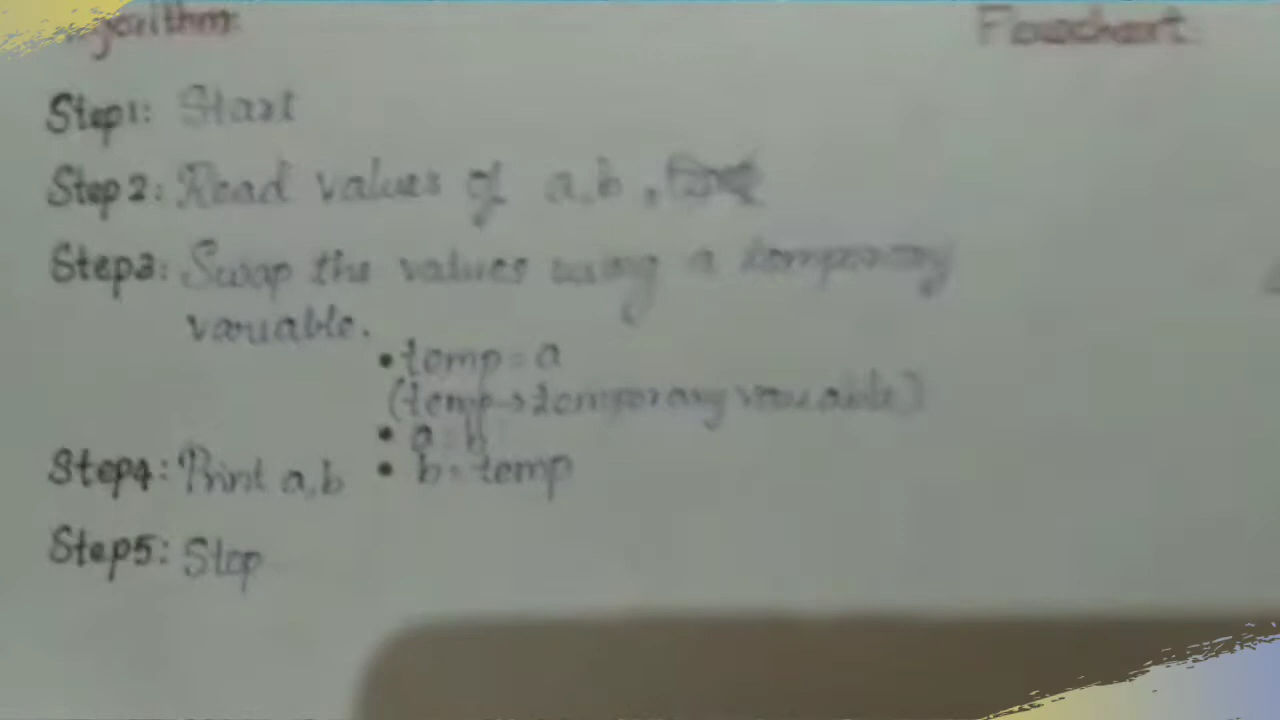 Algorithm:
Flowchart:
Step1: Start
Step2: Read values of a,b,
Step3: Swap the values using a temporary
variable.
• temp = a
(temp→temporary variable)
• a = b
• b = temp
Step4: Print a,b
Step5: Stop